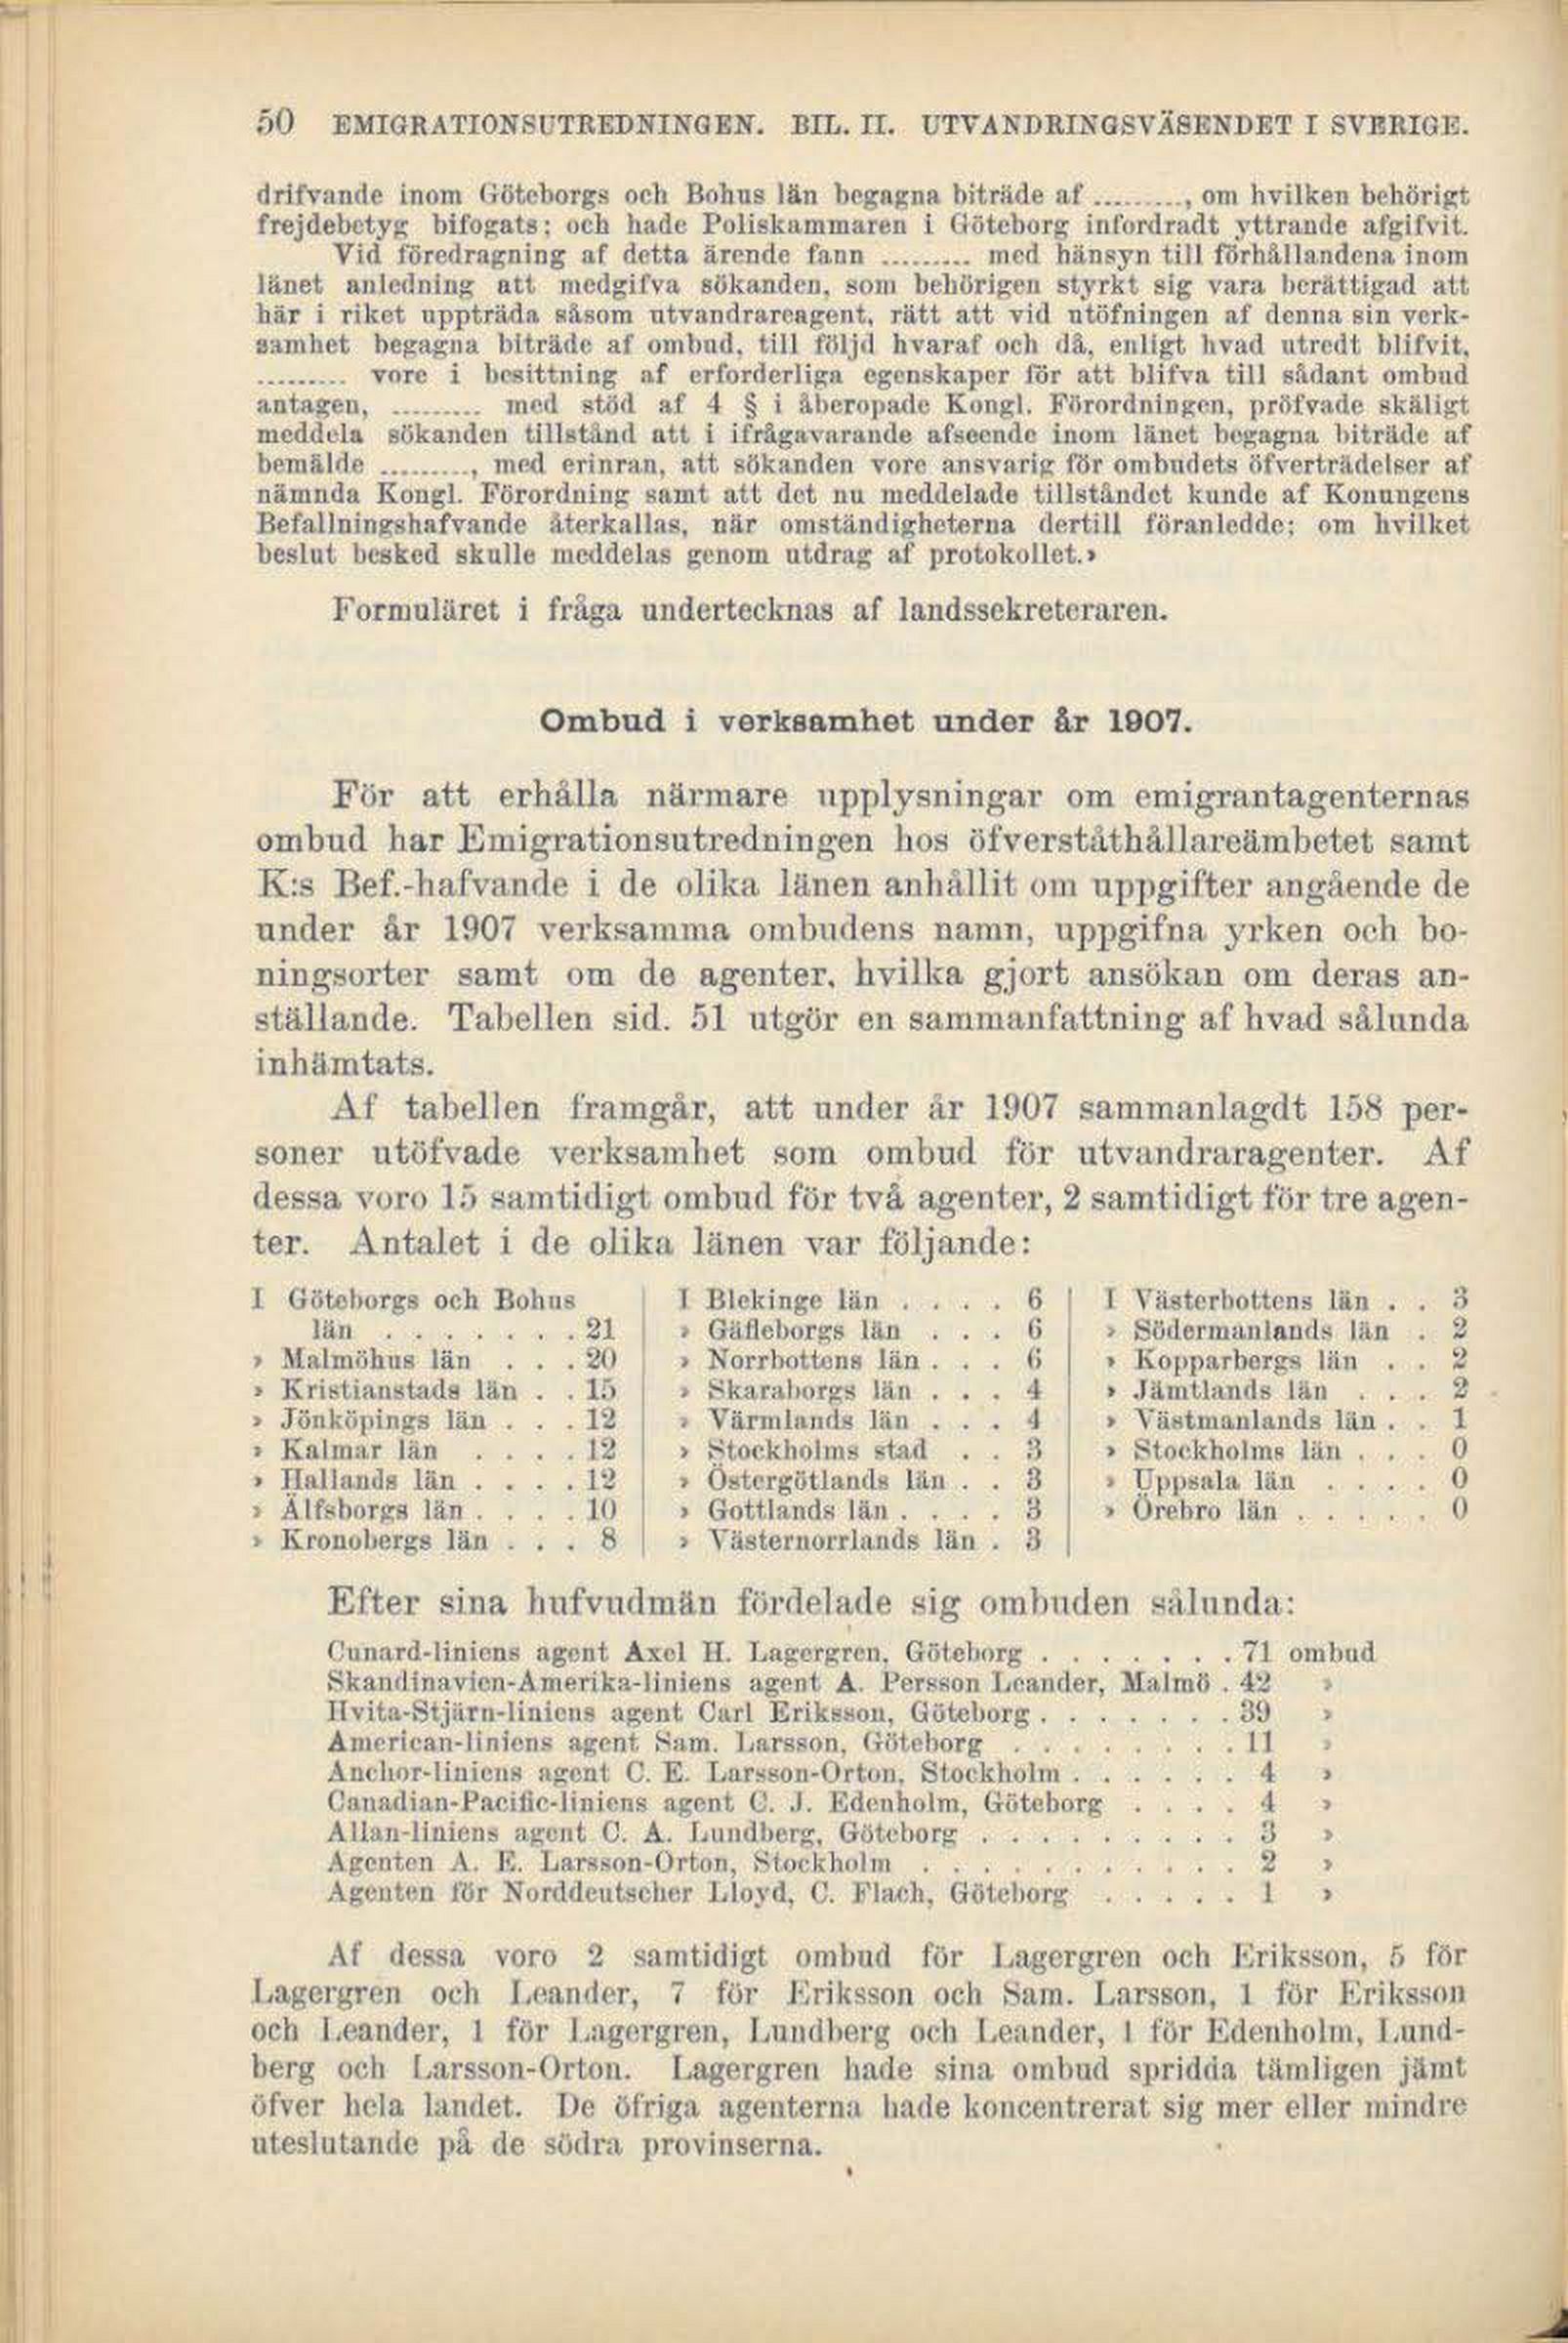 50 EMIGRATIONSUTREDNINGEN. BIL. II. UTVANDRINGSVÄSENDET I SVERIGE.
drifvande inom Göteborgs och Bohus län begagna biträde af ........., om hvilken behörigt
frejdebetyg bifogats; och hade Poliskammaren i Göteborg infordradt yttrande afgifvit.
Vid föredragning af detta ärende fann ......... med hänsyn till förhållandena inom
länet anledning att medgifva sökanden, som behörigen styrkt sig vara berättigad att
här i riket uppträda såsom utvandrareagent, rätt att vid utöfningen af denna sin verk-
samhet begagna biträde af ombud, till följd hvaraf och då, enligt hvad utredt blifvit,
......... vore i besittning af erforderliga egenskaper för att blifva till sådant ombud
antagen, ......... med stöd af 4 § i åberopade Kongl. Förordningen, pröfvade skäligt
meddela sökanden tillstånd att i ifrågavarande afseende inom länet begagna biträde af
bemälde ........., med erinran, att sökanden vore ansvarig för ombudets öfverträdelser af
nämnda Kongl. Förordning samt att det nu meddelade tillståndet kunde af Konungens
Befallningshafvande återkallas, när omständigheterna dertill föranledde; om hvilket
beslut besked skulle meddelas genom utdrag af protokollet.»
Formuläret i fråga undertecknas af landssekreteraren.
Ombud i verksamhet under år 1907.
För att erhålla närmare upplysningar om emigrantagenternas
ombud har Emigrationsutredningen hos öfverståthållareämbetet samt
K:s Bef.-hafvande i de olika länen anhållit om uppgifter angående de
under år 1907 verksamma ombudens namn, uppgifna yrken och bo-
ningsorter samt om de agenter, hvilka gjort ansökan om deras an-
ställande. Tabellen sid. 51 utgör en sammanfattning af hvad sålunda
inhämtats.
Af tabellen framgår, att under år 1907 sammanlagdt 158 per-
soner utöfvade verksamhet som ombud för utvandraragenter. Af
dessa voro 15 samtidigt ombud för två agenter, 2 samtidigt för tre agen-
ter. Antalet i de olika länen var följande:
I Göteborgs och Bohus
län . . . . . . . 21
» Malmöhus län . . . 20
» Kristianstads län . . 15
» Jönköpings län . . . 12
» Kalmar län . . . . 12
» Hallands län . . . . 12
» Älfsborgs län . . . . 10
» Kronobergs län . . . 8
I Blekinge län . . . . 6
» Gäfleborgs län . . . 6
» Norrbottens län . . . 6
» Skaraborgs län . . . 4
» Värmlands län . . . 4
» Stockholms stad . . 3
» Östergötlands län . . 3
» Gottlands län . . . . 3
» Västernorrlands län . 3
I Västerbottens län . . 3
» Södermanlands län . 2
» Kopparbergs län . . 2
» Jämtlands län . . . 2
» Västmanlands län . . 1
» Stockholms län . . . 0
» Uppsala län . . . . 0
» Örebro län . . . . . 0
Efter sina hufvudmän fördelade sig ombuden sålunda:
Cunard-liniens agent Axel H. Lagergren, Göteborg . . . . . . . 71 ombud
Skandinavien-Amerika-liniens agent A. Persson Leander, Malmö . 42 »
Hvita-Stjärn-liniens agent Carl Eriksson, Göteborg . . . . . . . 39 »
American-liniens agent Sam. Larsson, Göteborg . . . . . . . . 11 »
Anchor-liniens agent C. E. Larsson-Orton, Stockholm . . . . . . 4 »
Canadian-Pacific-liniens agent C. J. Edenholm, Göteborg . . . . 4 »
Allan-liniens agent C. A. Lundberg, Göteborg . . . . . . . . . 3 »
Agenten A. E. Larsson-Orton, Stockholm . . . . . . . . . . . 2 »
Agenten för Norddeutscher Lloyd, C. Flach, Göteborg . . . . . 1 »
Af dessa voro 2 samtidigt ombud för Lagergren och Eriksson, 5 för
Lagergren och Leander, 7 för Eriksson och Sam. Larsson, 1 för Eriksson
och Leander, 1 för Lagergren, Lundberg och Leander, 1 för Edenholm, Lund-
berg och Larsson-Orton. Lagergren hade sina ombud spridda tämligen jämt
öfver hela landet. De öfriga agenterna hade koncentrerat sig mer eller mindre
uteslutande på de södra provinserna.